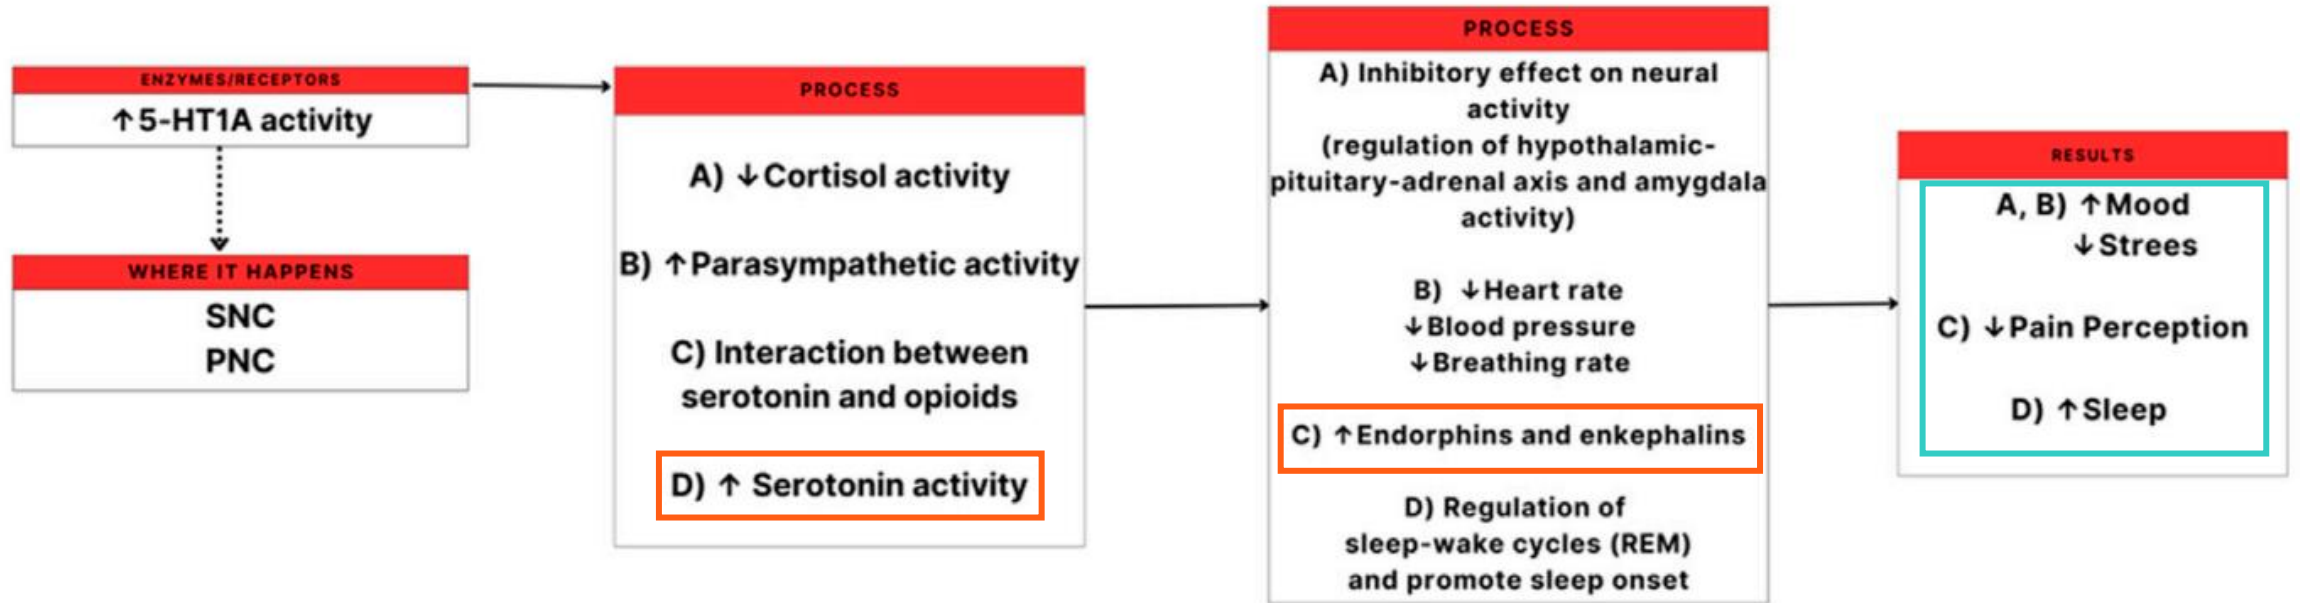 ENZYMES/RECEPTORS
↑5-HT1A activity
WHERE IT HAPPENS
SNC
PNC
PROCESS
A) ↓Cortisol activity
B) ↑Parasympathetic activity
C) Interaction between
serotonin and opioids
D) ↑ Serotonin activity
PROCESS
A) Inhibitory effect on neural
activity
(regulation of hypothalamic-
pituitary-adrenal axis and amygdala
activity)
B) ↓Heart rate
↓Blood pressure
↓Breathing rate
C) ↑Endorphins and enkephalins
D) Regulation of
sleep-wake cycles (REM)
and promote sleep onset
RESULTS
A, B) ↑Mood
↓Strees
C) ↓Pain Perception
D) ↑Sleep